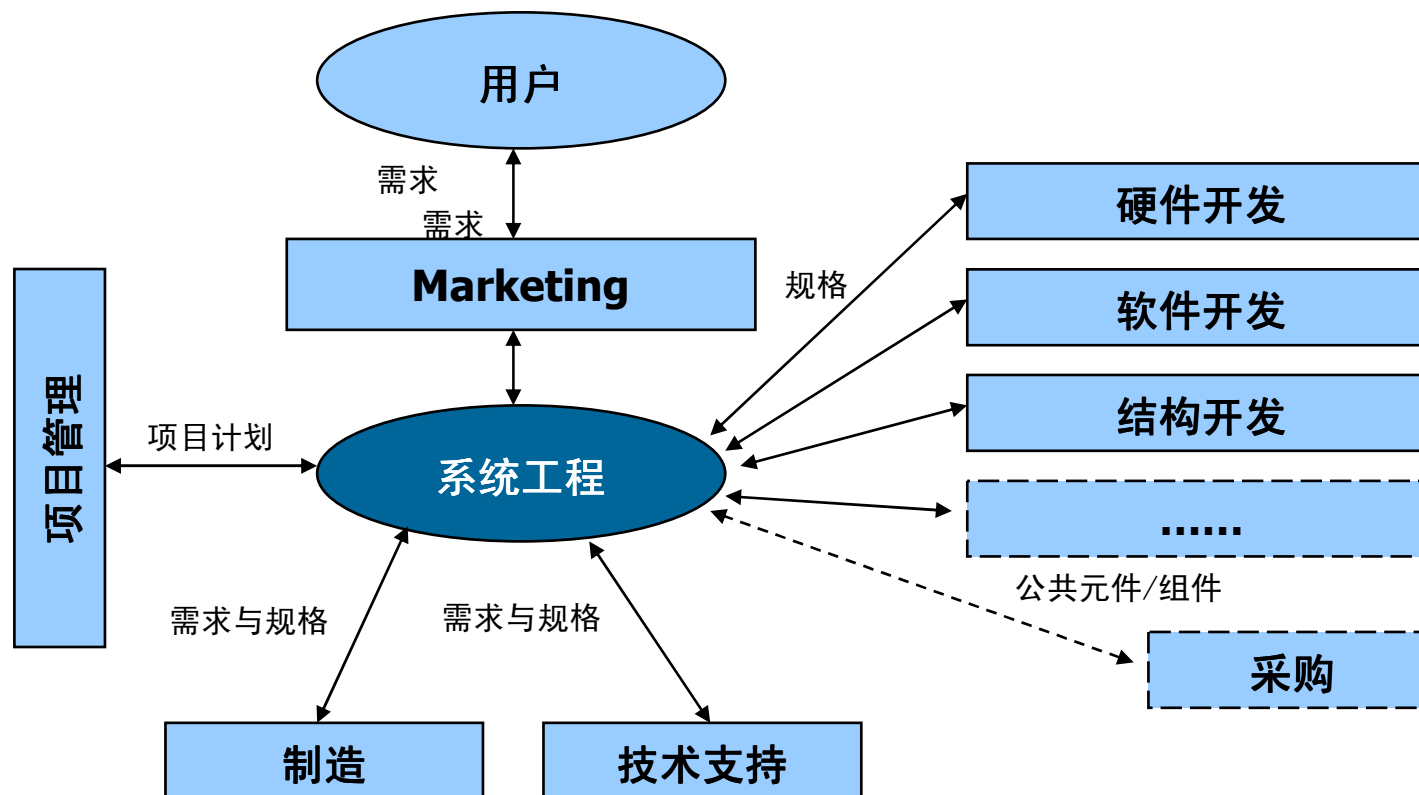 用户
需求
需求
Marketing
硬件开发
规格
软件开发
结构开发
项目管理
项目计划
系统工程
......
公共元件/组件
需求与规格
需求与规格
采购
制造
技术支持